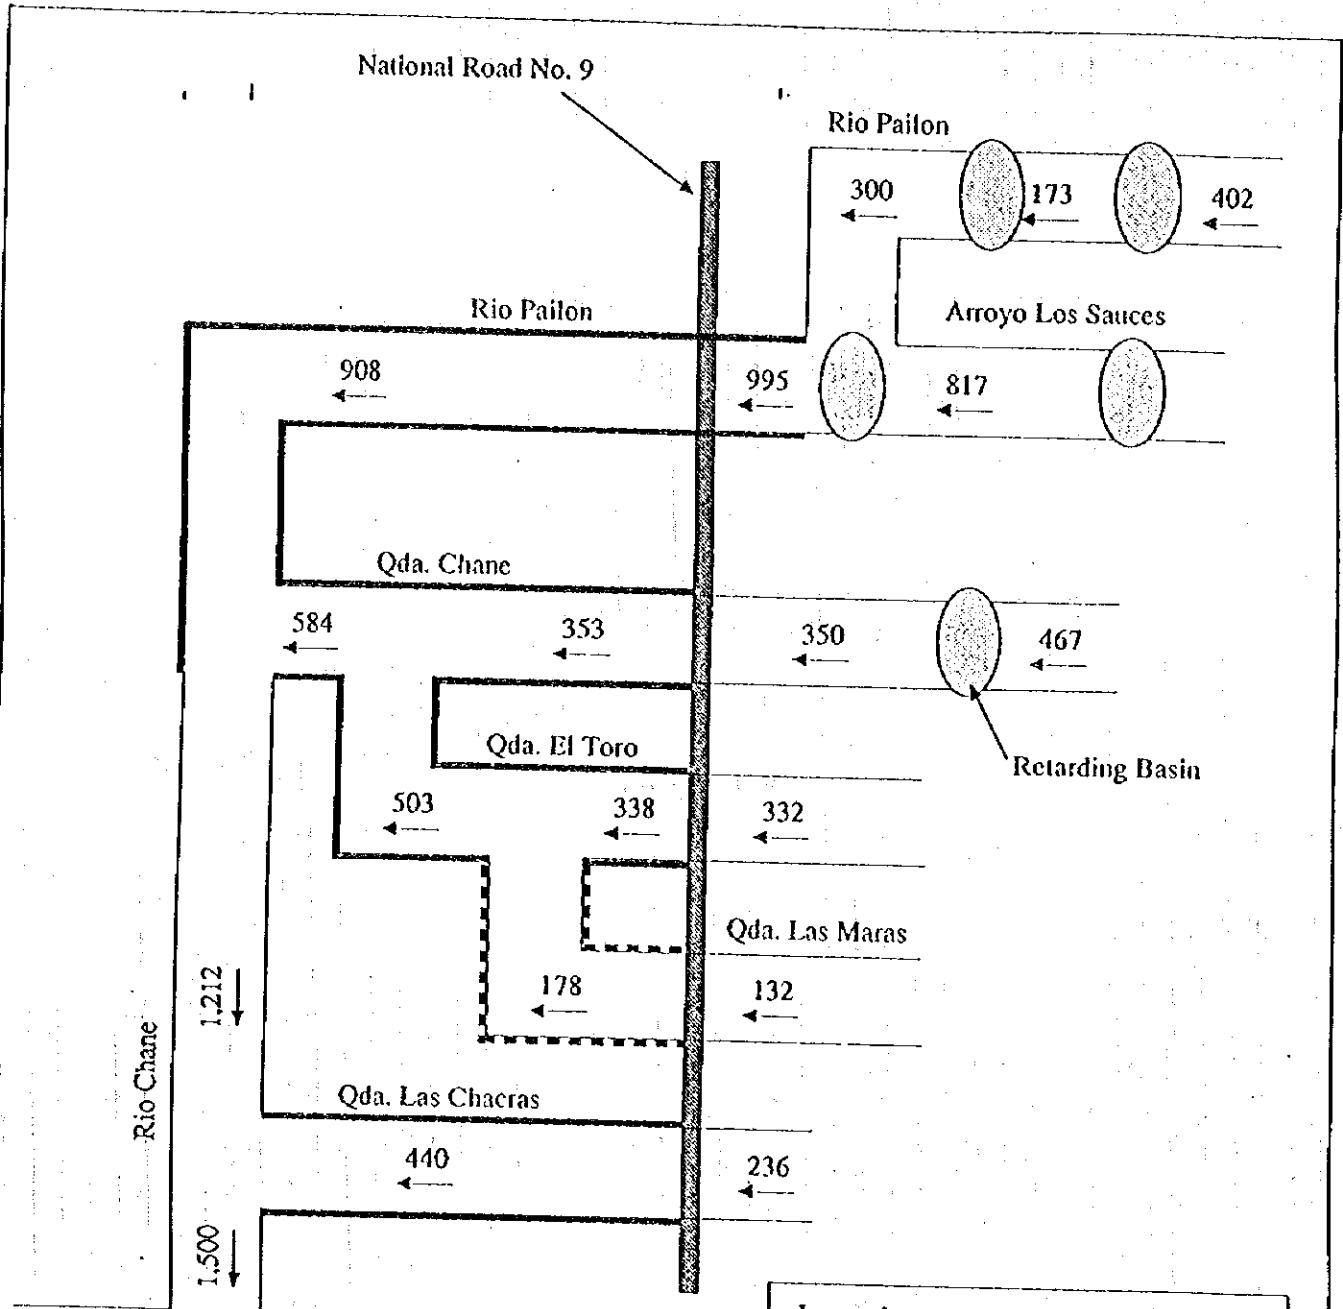 National Road No. 9
Rio Pailon
300
173
402
Rio Pailon
Arroyo Los Sauces
908
995
817
Qda. Chane
584
353
350
467
Qda. El Toro
Retarding Basin
503
338
332
Qda. Las Maras
178
132
1,212
Rio Chane
Qda. Las Chacras
440
236
1,500